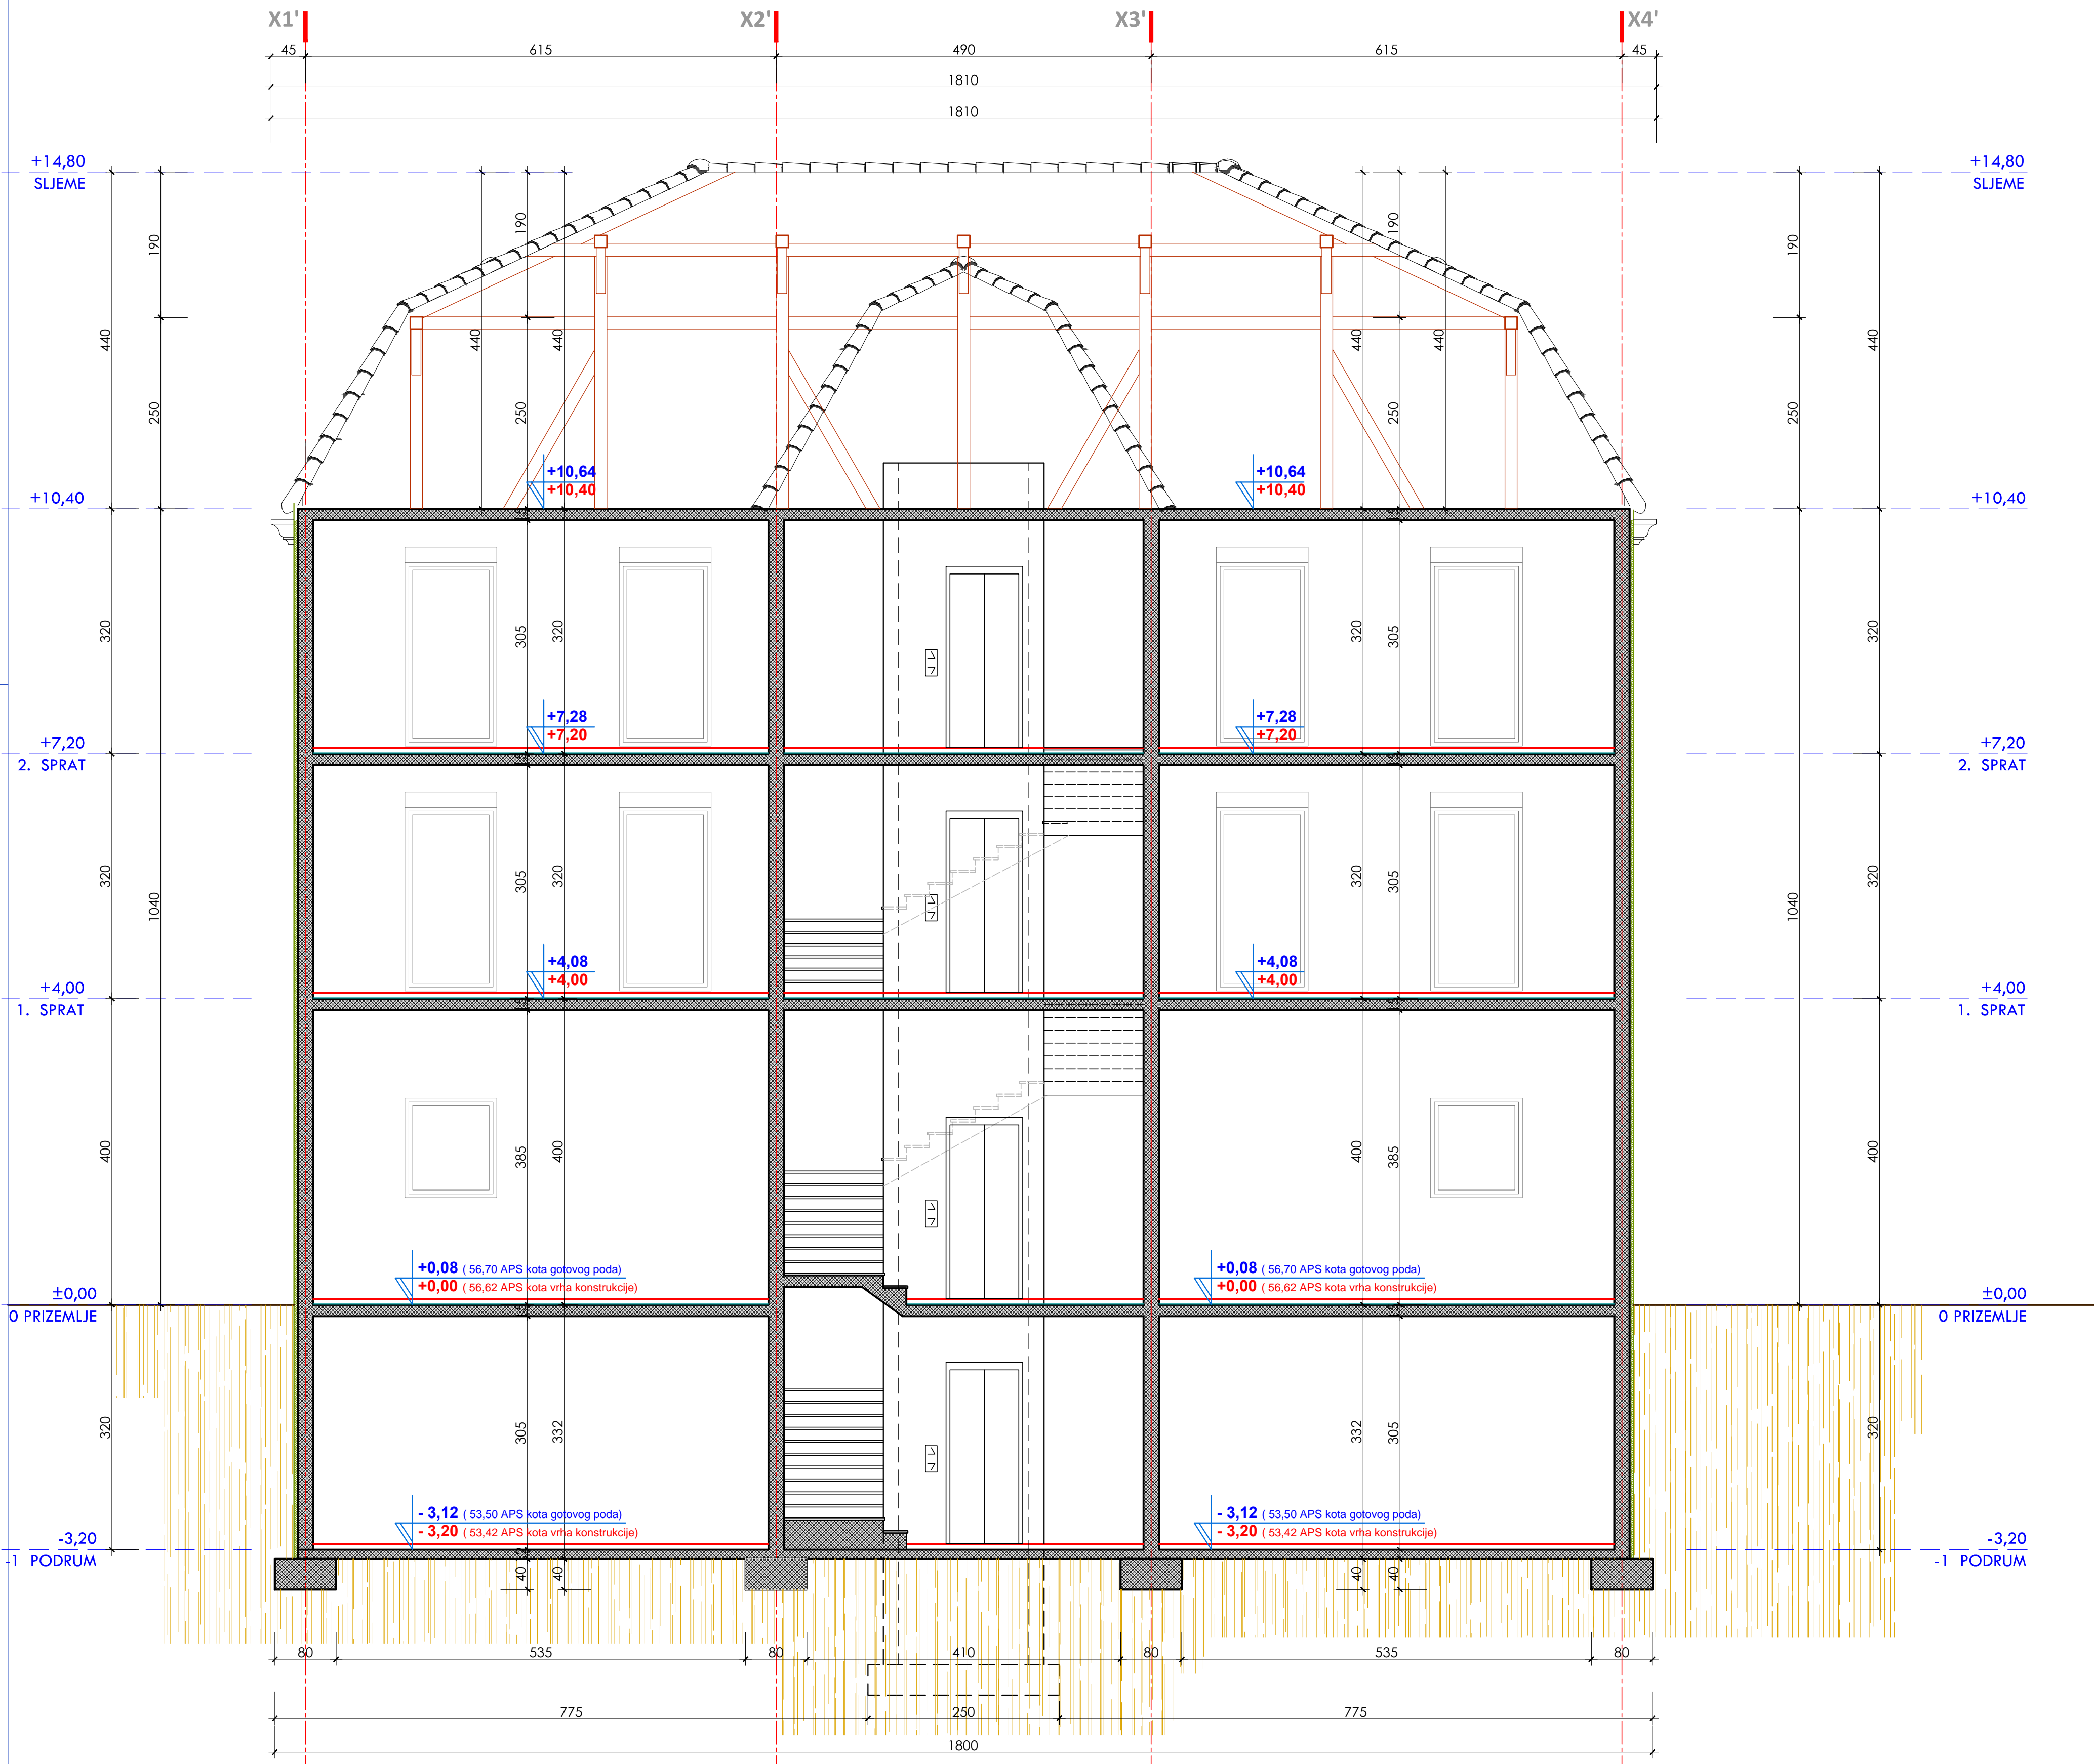 X1' X2' X3' X4'
45 615 490 615 45
1810
1810
+14,80 +14,80
SLJEME SLJEME
190 190 190 190
440 440 440 440 440 440
250 250 250 250
+10,64 +10,64
+10,40 +10,40 +10,40 +10,40
15 15
320 305 320 320 305 320
+7,28 +7,28
+7,20 +7,20 +7,20 +7,20
2. SPRAT 2. SPRAT
15 15
320 305 320 320 305 320
1040 1040
+4,08 +4,08
+4,00 +4,00 +4,00 +4,00
1. SPRAT 1. SPRAT
15 15
400 385 400 400 385 400
+0,08 ( 56,70 APS kota gotovog poda) +0,08 ( 56,70 APS kota gotovog poda)
+0,00 ( 56,62 APS kota vrha konstrukcije) +0,00 ( 56,62 APS kota vrha konstrukcije)
±0,00 ±0,00
0 PRIZEMLJE 0 PRIZEMLJE
15 15
320 305 332 332 305 320
- 3,12 ( 53,50 APS kota gotovog poda) - 3,12 ( 53,50 APS kota gotovog poda)
- 3,20 ( 53,42 APS kota vrha konstrukcije) - 3,20 ( 53,42 APS kota vrha konstrukcije)
-3,20 -3,20
-1 PODRUM -1 PODRUM
40 40 40 40
80 535 80 410 80 535 80
775 250 775
1800